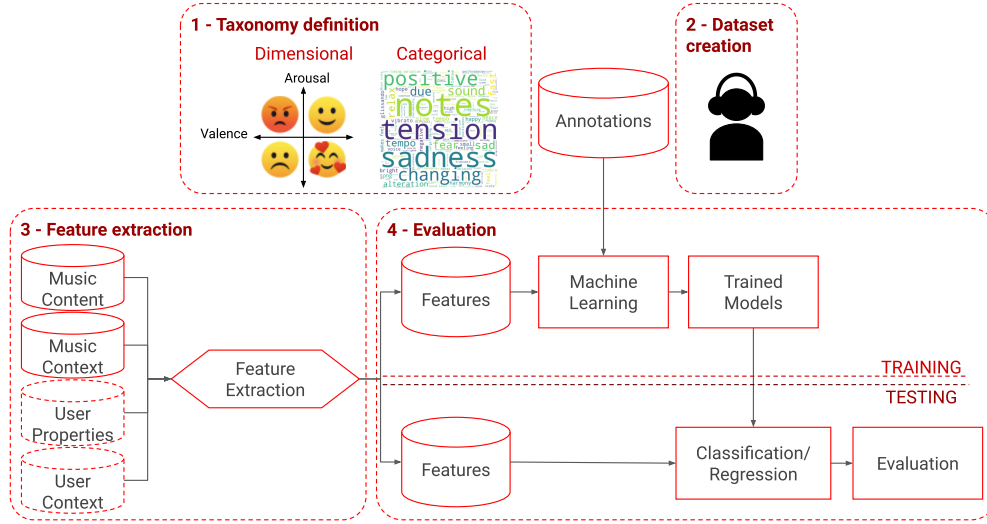 1 - Taxonomy definition
Dimensional
Categorical
Arousal
Valence
positive
due
sound
notes
tension
tempo
fear
sad
sadness
changing
alteration
Annotations
2 - Dataset
creation
3 - Feature extraction
Music
Content
Music
Context
User
Properties
User
Context
Feature
Extraction
4 - Evaluation
Features
Machine
Learning
Trained
Models
TRAINING
TESTING
Features
Classification/
Regression
Evaluation